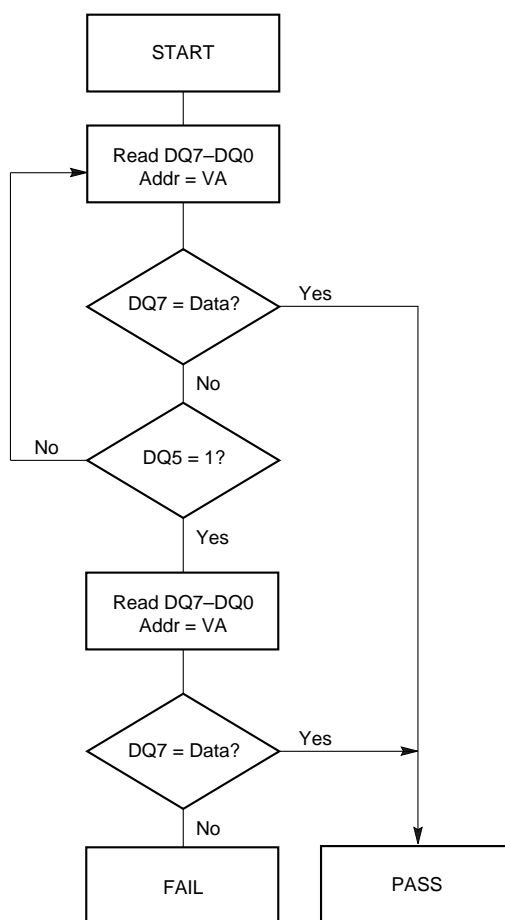 START
Read DQ7–DQ0
Addr = VA
DQ7 = Data?
Yes
No
No
DQ5 = 1?
Yes
Read DQ7–DQ0
Addr = VA
DQ7 = Data?
Yes
No
FAIL
PASS